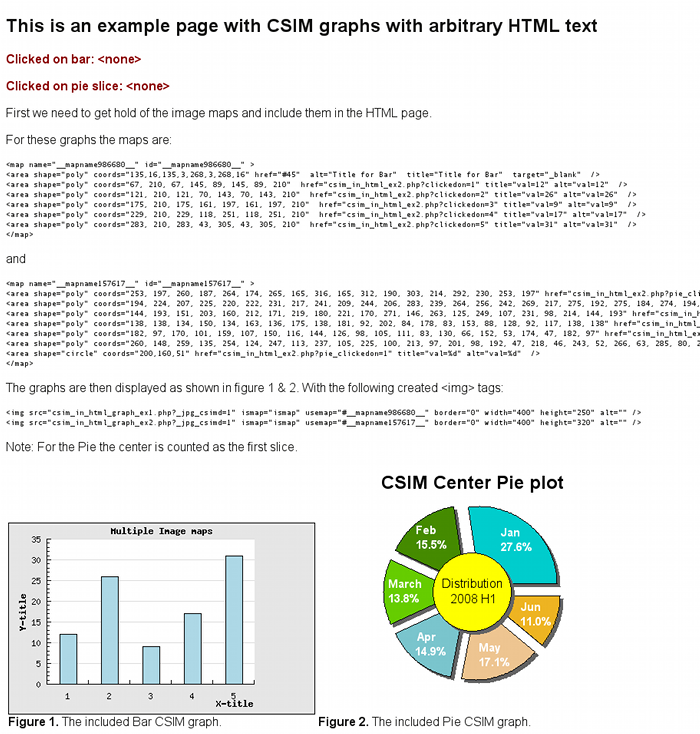 This is an example page with CSIM graphs with arbitrary HTML text
Clicked on bar: <none>
Clicked on pie slice: <none>
First we need to get hold of the image maps and include them in the HTML page.
For these graphs the maps are:
<map name="__mapname986680__" id="__mapname986680__" >
<area shape="poly" coords="135,16,135,3,268,3,268,16" href="#45"  alt="Title for Bar"  title="Title for Bar"  target="_blank"  />
<area shape="poly" coords="67, 210, 67, 145, 89, 145, 89, 210"  href="csim_in_html_ex2.php?clickedon=1" title="val=12" alt="val=12"  />
<area shape="poly" coords="121, 210, 121, 70, 143, 70, 143, 210"  href="csim_in_html_ex2.php?clickedon=2" title="val=26" alt="val=26"  />
<area shape="poly" coords="175, 210, 175, 161, 197, 161, 197, 210"  href="csim_in_html_ex2.php?clickedon=3" title="val=9" alt="val=9"  />
<area shape="poly" coords="229, 210, 229, 118, 251, 118, 251, 210"  href="csim_in_html_ex2.php?clickedon=4" title="val=17" alt="val=17"  />
<area shape="poly" coords="283, 210, 283, 43, 305, 43, 305, 210"  href="csim_in_html_ex2.php?clickedon=5" title="val=31" alt="val=31"  />
</map>
and
<map name="__mapname157617__" id="__mapname157617__" >
<area shape="poly" coords="253, 197, 260, 187, 264, 174, 265, 165, 316, 165, 312, 190, 303, 214, 292, 230, 253, 197" href="csim_in_html_ex2.php?pie_cli
<area shape="poly" coords="194, 224, 207, 225, 220, 222, 231, 217, 241, 209, 244, 206, 283, 239, 264, 256, 242, 269, 217, 275, 192, 275, 184, 274, 194,
<area shape="poly" coords="144, 193, 151, 203, 160, 212, 171, 219, 180, 221, 170, 271, 146, 263, 125, 249, 107, 231, 98, 214, 144, 193" href="csim_in_h
<area shape="poly" coords="138, 138, 134, 150, 134, 163, 136, 175, 138, 181, 92, 202, 84, 178, 83, 153, 88, 128, 92, 117, 138, 138" href="csim_in_html_
<area shape="poly" coords="182, 97, 170, 101, 159, 107, 150, 116, 144, 126, 98, 105, 111, 83, 130, 66, 152, 53, 174, 47, 182, 97" href="csim_in_html_ex
<area shape="poly" coords="260, 148, 259, 135, 254, 124, 247, 113, 237, 105, 225, 100, 213, 97, 201, 98, 192, 47, 218, 46, 243, 52, 266, 63, 285, 80, 2
<area shape="circle" coords="200,160,51" href="csim_in_html_ex2.php?pie_clickedon=1" title="val=%d" alt="val=%d"  />
</map>
The graphs are then displayed as shown in figure 1 & 2. With the following created <img> tags:
<img src="csim_in_html_graph_ex1.php?_jpg_csimd=1" ismap=ismap" usemap="#__mapname986680__" border="0" width="400" height="250" alt="" />
<img src="csim_in_html_graph_ex2.php?_jpg_csimd=1" ismap=ismap" usemap="#__mapname157617__" border="0" width="400" height="320" alt="" />
Note: For the Pie the center is counted as the first slice.
Multiple Image maps
Y-title
35
30
25
20
15
10
5
0
1 2 3 4 5
X-title
Figure 1. The included Bar CSIM graph.
CSIM Center Pie plot
Feb
15.5%
Jan
27.6%
March
13.8%
Distribution
2008 H1
Jun
11.0%
Apr
14.9%
May
17.1%
Figure 2. The included Pie CSIM graph.